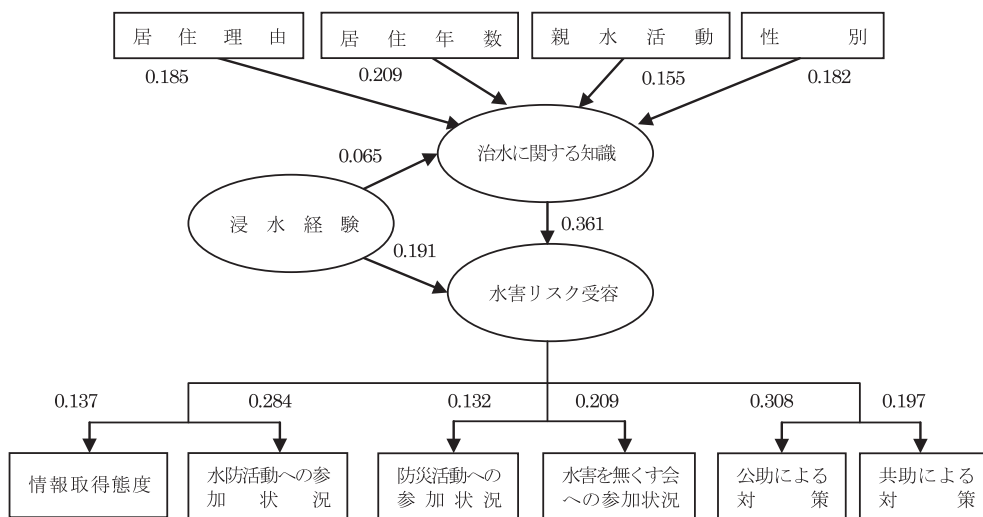 居住理由
居住年数
親水活動
性別
0.185
0.209
0.155
0.182
治水に関する知識
0.065
浸水経験
0.361
0.191
水害リスク受容
0.137
0.284
0.132
0.209
0.308
0.197
情報取得態度
水防活動への参
加状況
防災活動への
参加状況
水害を無くす会
への参加状況
公助による
対策
共助による
対策